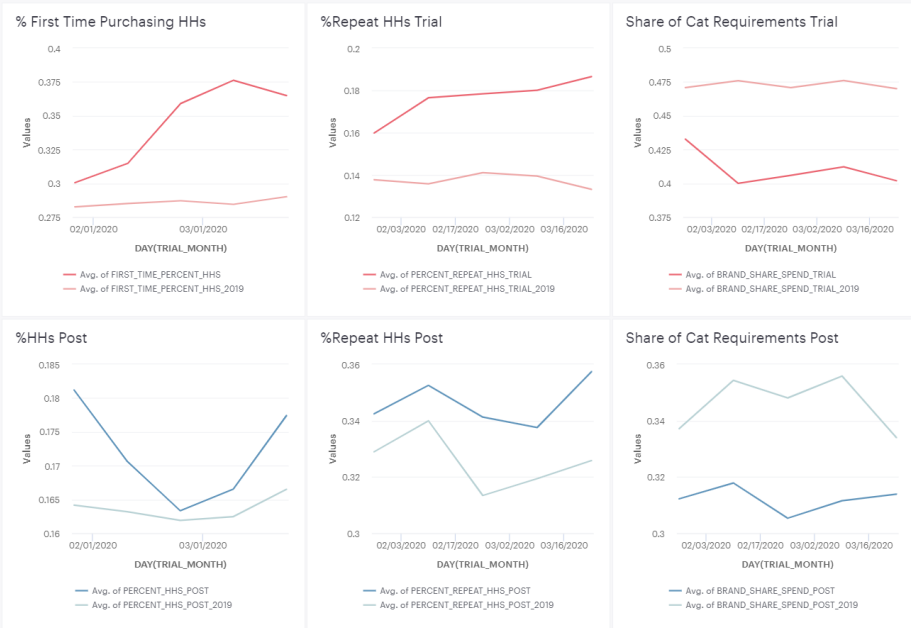 % First Time Purchasing HHs
0.4
0.375
0.35
0.325
0.3
0.275
Values
02/01/2020 03/01/2020
DAY(TRIAL_MONTH)
Avg. of FIRST_TIME_PERCENT_HHS
Avg. of FIRST_TIME_PERCENT_HHS_2019
%Repeat HHs Trial
0.2
0.18
0.16
0.14
0.12
Values
02/03/2020 02/17/2020 03/02/2020 03/16/2020
DAY(TRIAL_MONTH)
Avg. of PERCENT_REPEAT_HHS_TRIAL
Avg. of PERCENT_REPEAT_HHS_TRIAL_2019
Share of Cat Requirements Trial
0.5
0.475
0.45
0.425
0.4
0.375
Values
02/03/2020 02/17/2020 03/02/2020 03/16/2020
DAY(TRIAL_MONTH)
Avg. of BRAND_SHARE_SPEND_TRIAL
Avg. of BRAND_SHARE_SPEND_TRIAL_2019
%HHs Post
0.185
0.18
0.175
0.17
0.165
0.16
Values
02/01/2020 03/01/2020
DAY(TRIAL_MONTH)
Avg. of PERCENT_HHS_POST
Avg. of PERCENT_HHS_POST_2019
%Repeat HHs Post
0.36
0.34
0.32
0.3
Values
02/03/2020 02/17/2020 03/02/2020 03/16/2020
DAY(TRIAL_MONTH)
Avg. of PERCENT_REPEAT_HHS_POST
Avg. of PERCENT_REPEAT_HHS_POST_2019
Share of Cat Requirements Post
0.36
0.34
0.32
0.3
Values
02/03/2020 02/17/2020 03/02/2020 03/16/2020
DAY(TRIAL_MONTH)
Avg. of BRAND_SHARE_SPEND_POST
Avg. of BRAND_SHARE_SPEND_POST_2019